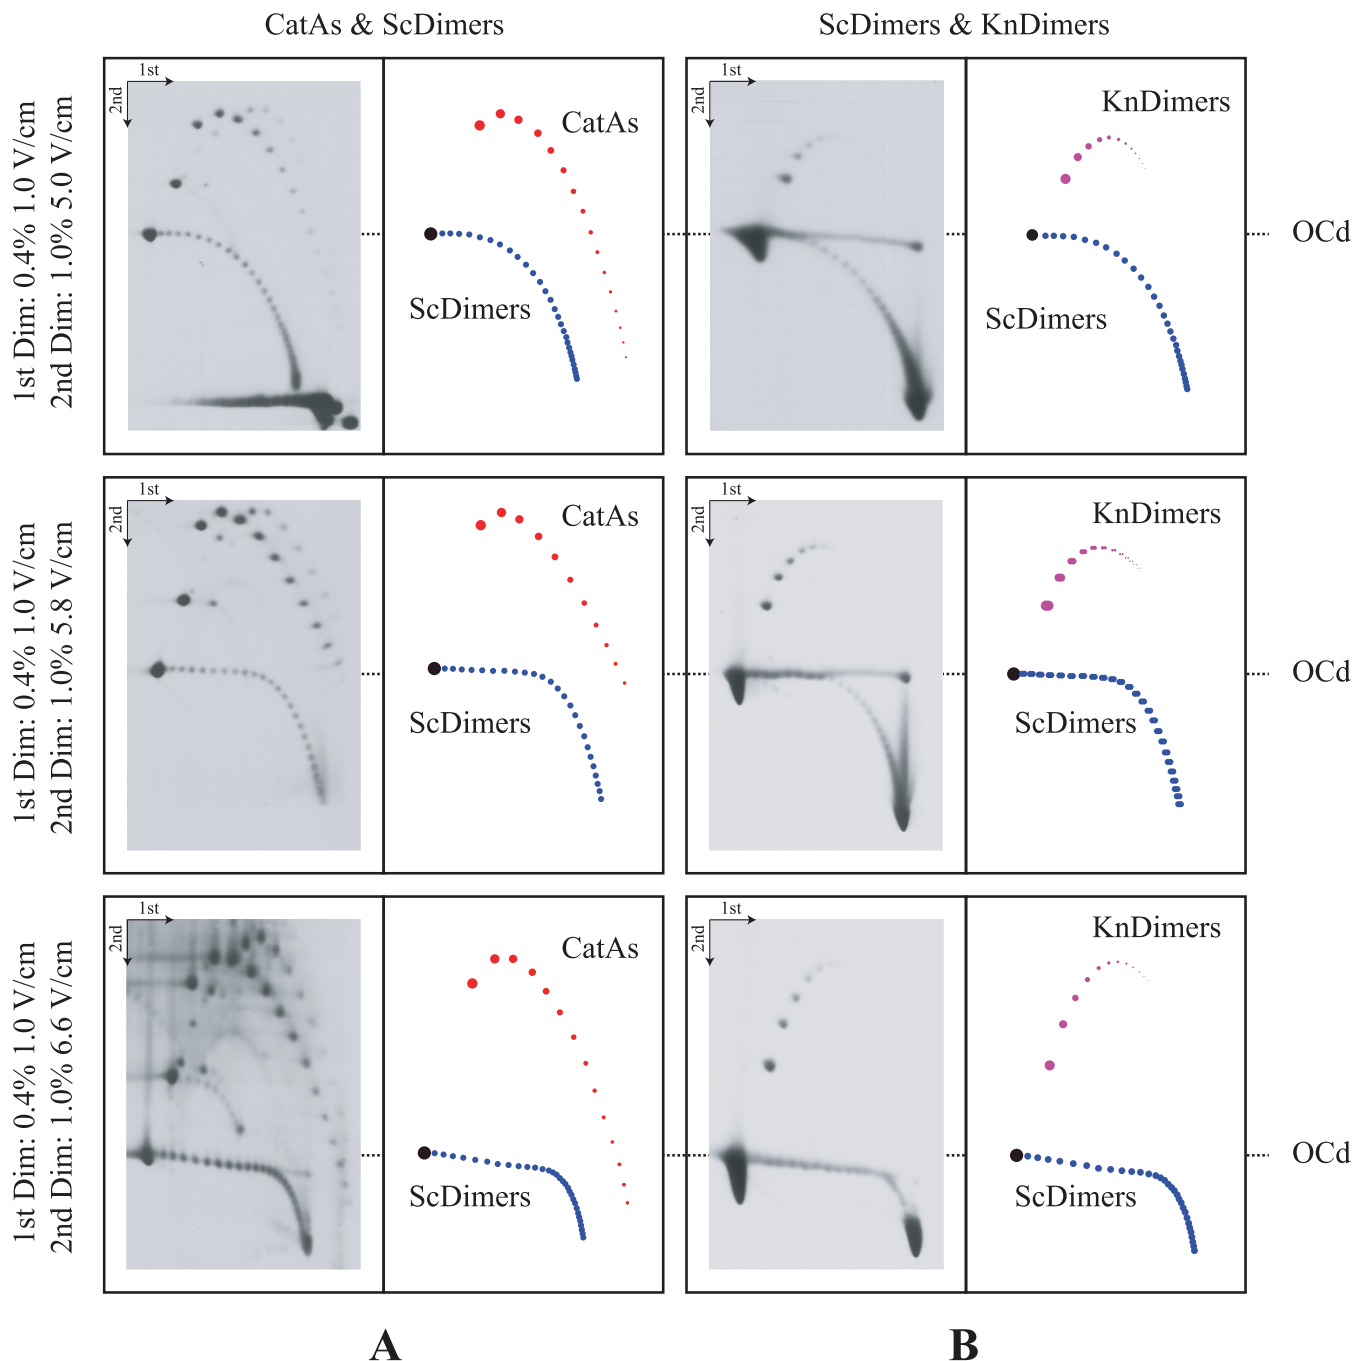 CatAs & ScDimers
ScDimers & KnDimers
1st Dim: 0.4% 1.0 V/cm
2nd Dim: 1.0% 5.0 V/cm
1st
2nd
CatAs
ScDimers
1st
2nd
KnDimers
ScDimers
OCd
1st Dim: 0.4% 1.0 V/cm
2nd Dim: 1.0% 5.8 V/cm
1st
2nd
CatAs
ScDimers
1st
2nd
KnDimers
ScDimers
OCd
1st Dim: 0.4% 1.0 V/cm
2nd Dim: 1.0% 6.6 V/cm
1st
2nd
CatAs
ScDimers
1st
2nd
KnDimers
ScDimers
OCd
A
B